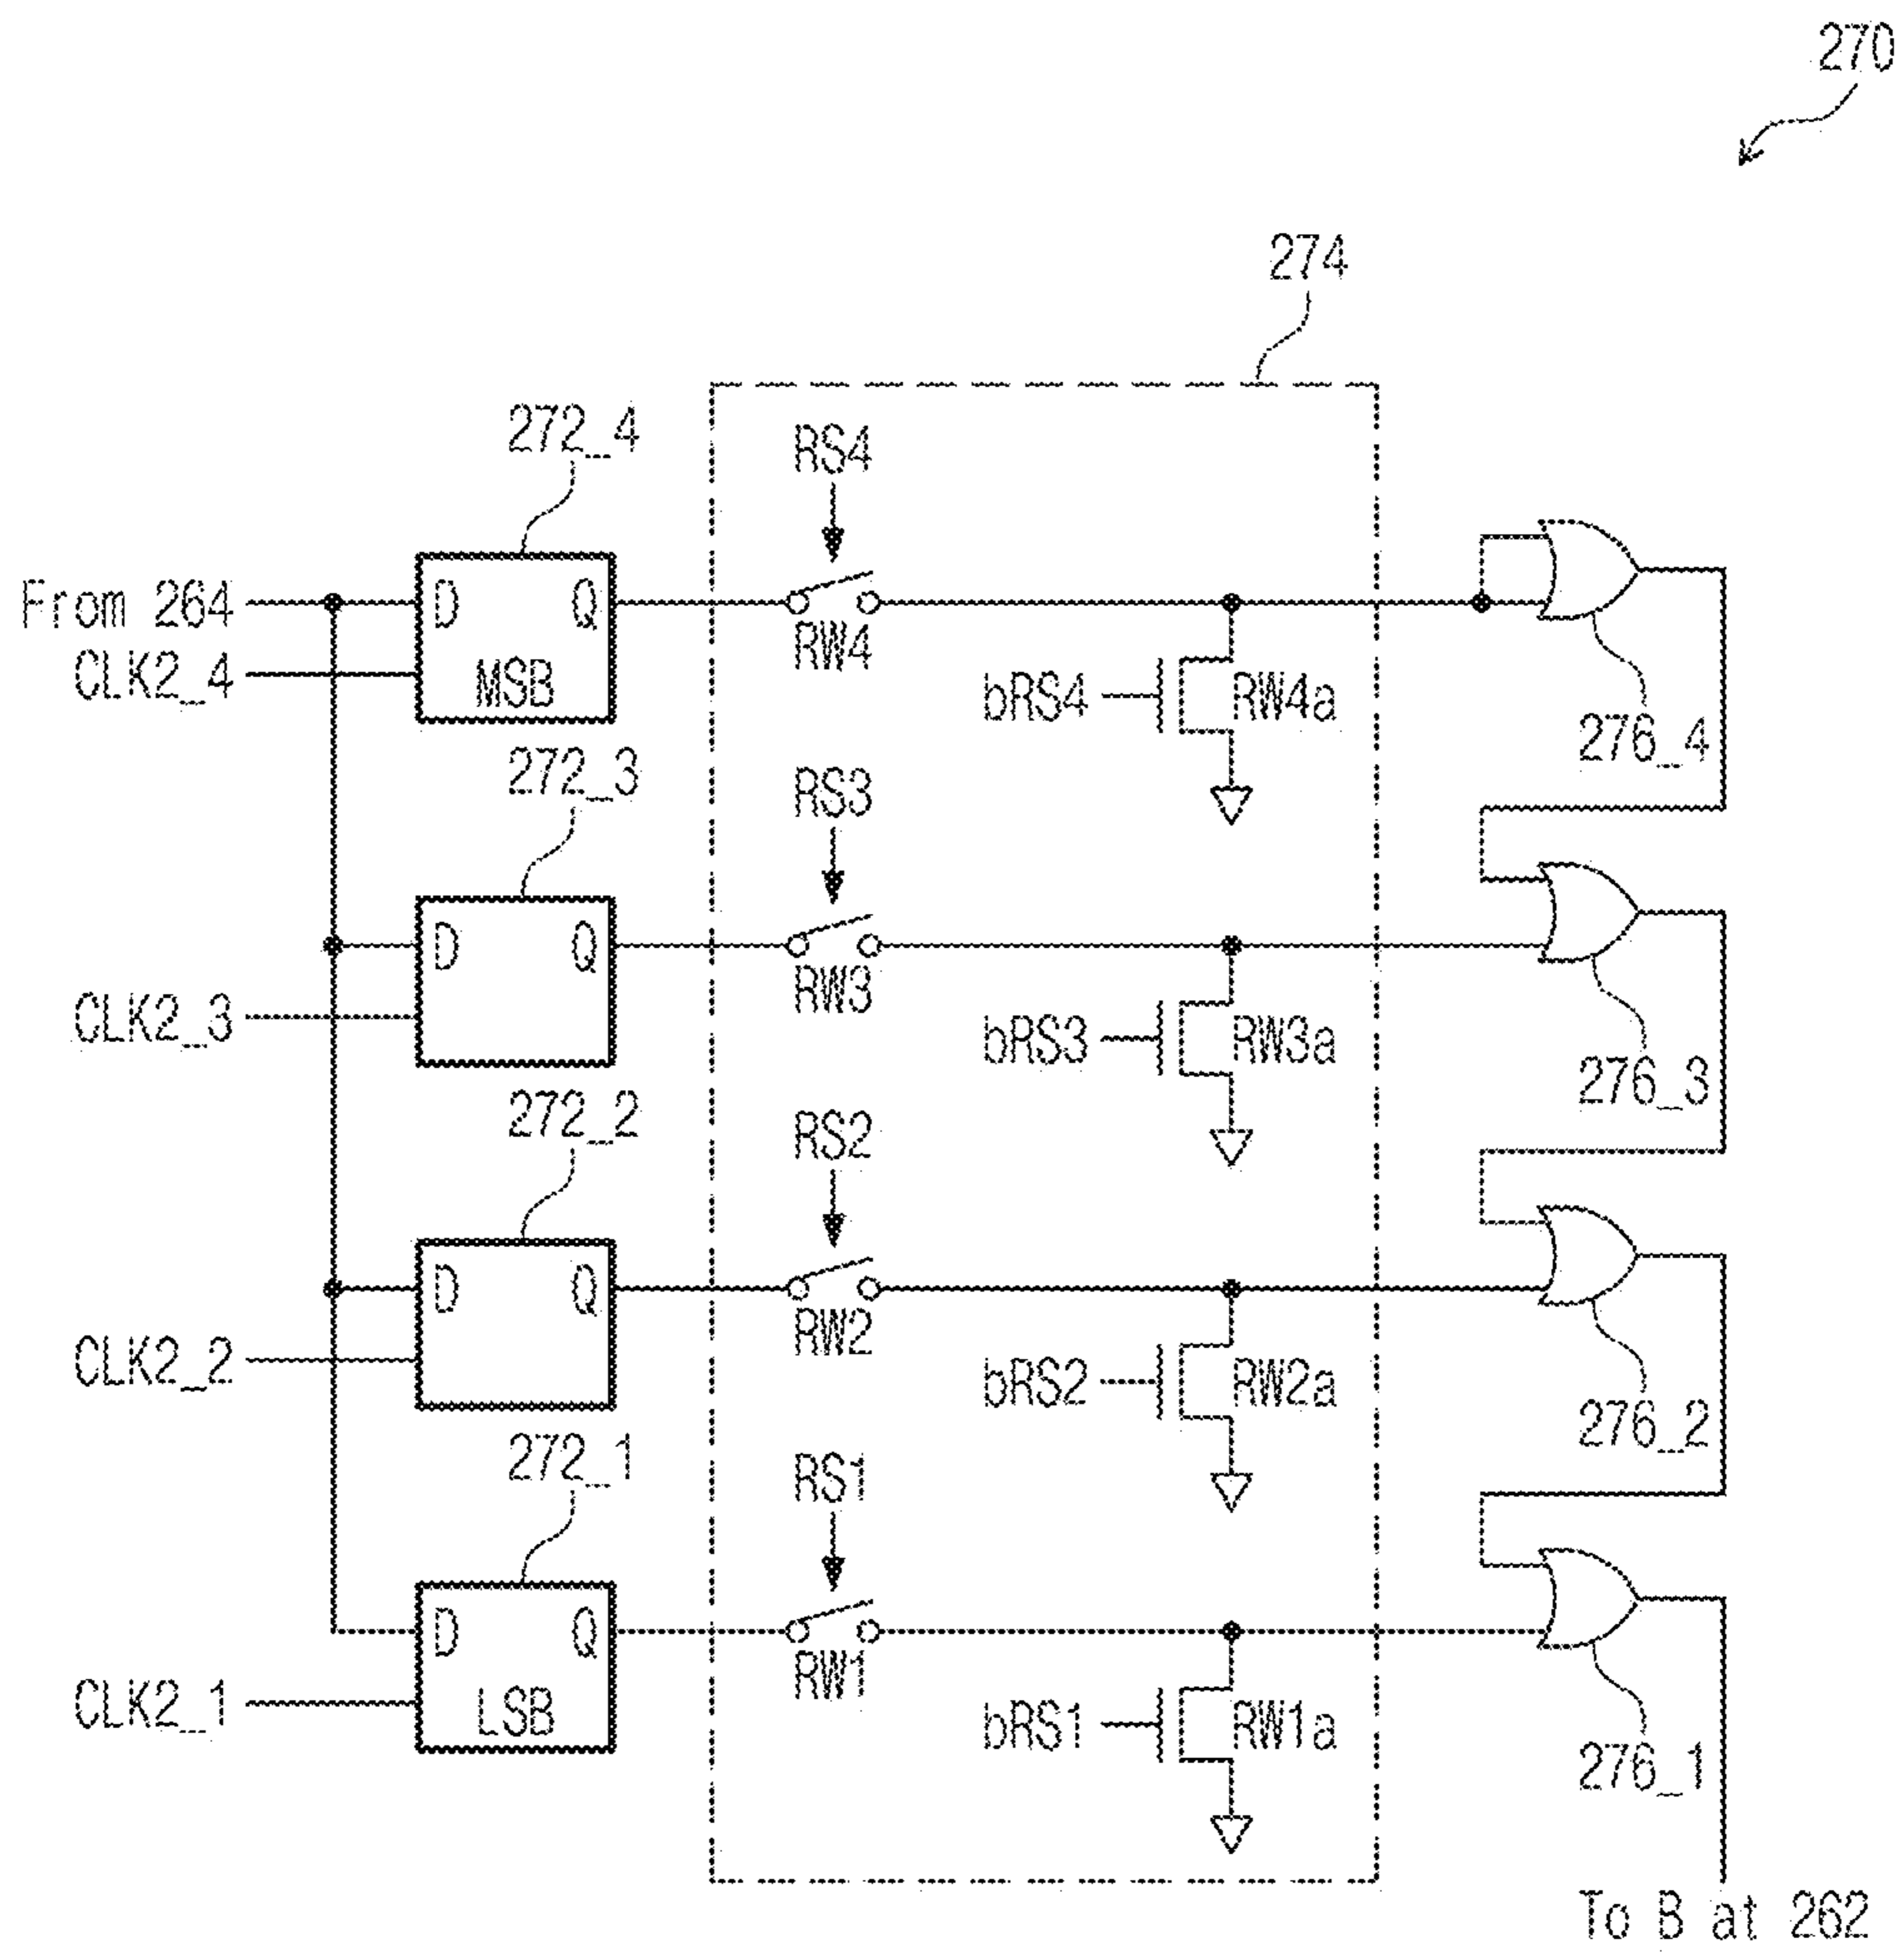 270
274
272_4
RS4
From 264
D
Q
RW4
CLK2_4
MSB
bRS4
RW4a
276_4
272_3
RS3
D
Q
RW3
CLK2_3
bRS3
RW3a
276_3
272_2
RS2
D
Q
RW2
CLK2_2
bRS2
RW2a
276_2
272_1
RS1
D
Q
RW1
CLK2_1
LSB
bRS1
RW1a
276_1
To B at 262